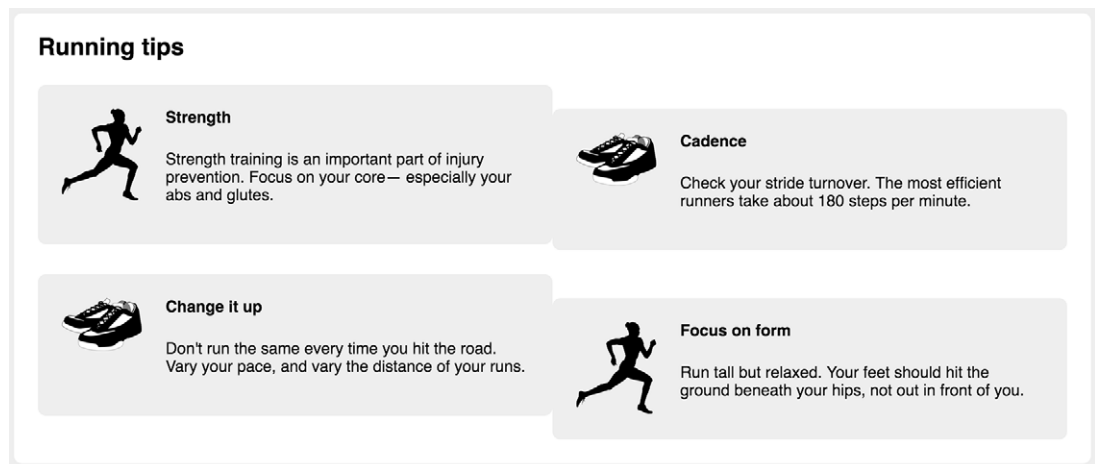 Running tips
Strength
Strength training is an important part of injury
prevention. Focus on your core— especially your
abs and glutes.
Cadence
Check your stride turnover. The most efficient
runners take about 180 steps per minute.
Change it up
Don't run the same every time you hit the road.
Vary your pace, and vary the distance of your runs.
Focus on form
Run tall but relaxed. Your feet should hit the
ground beneath your hips, not out in front of you.